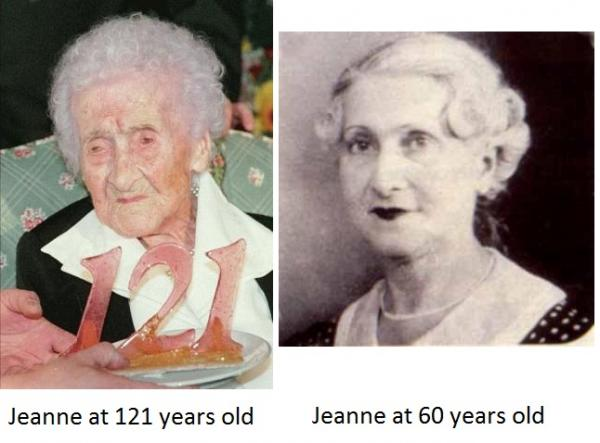 121
Jeanne at 121 years old
Jeanne at 60 years old